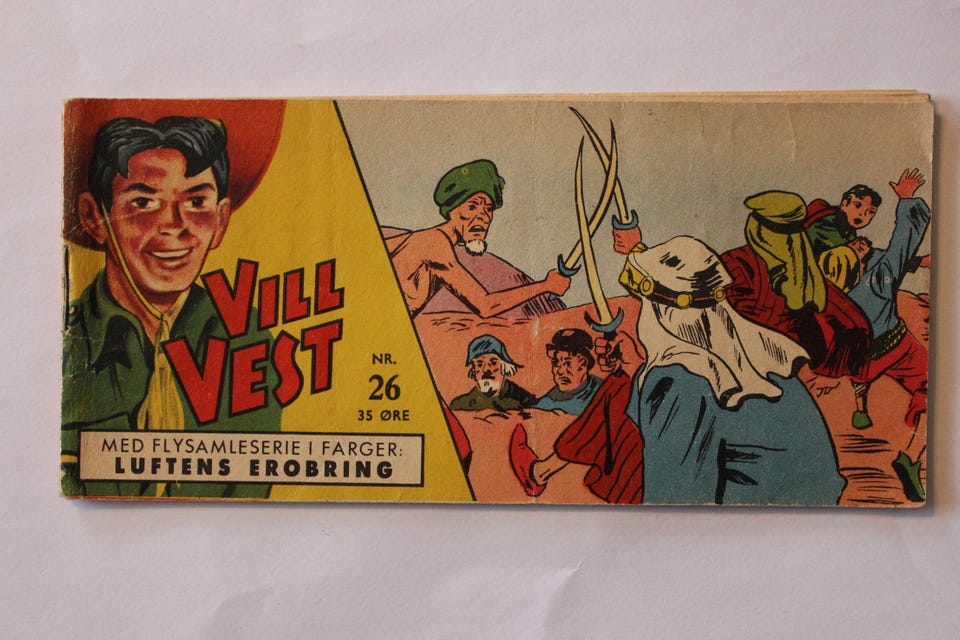 VILL
VEST
NR.
26
35 ØRE
MED FLYSAMLESERIE I FARGER:
LUFTENS EROBRING